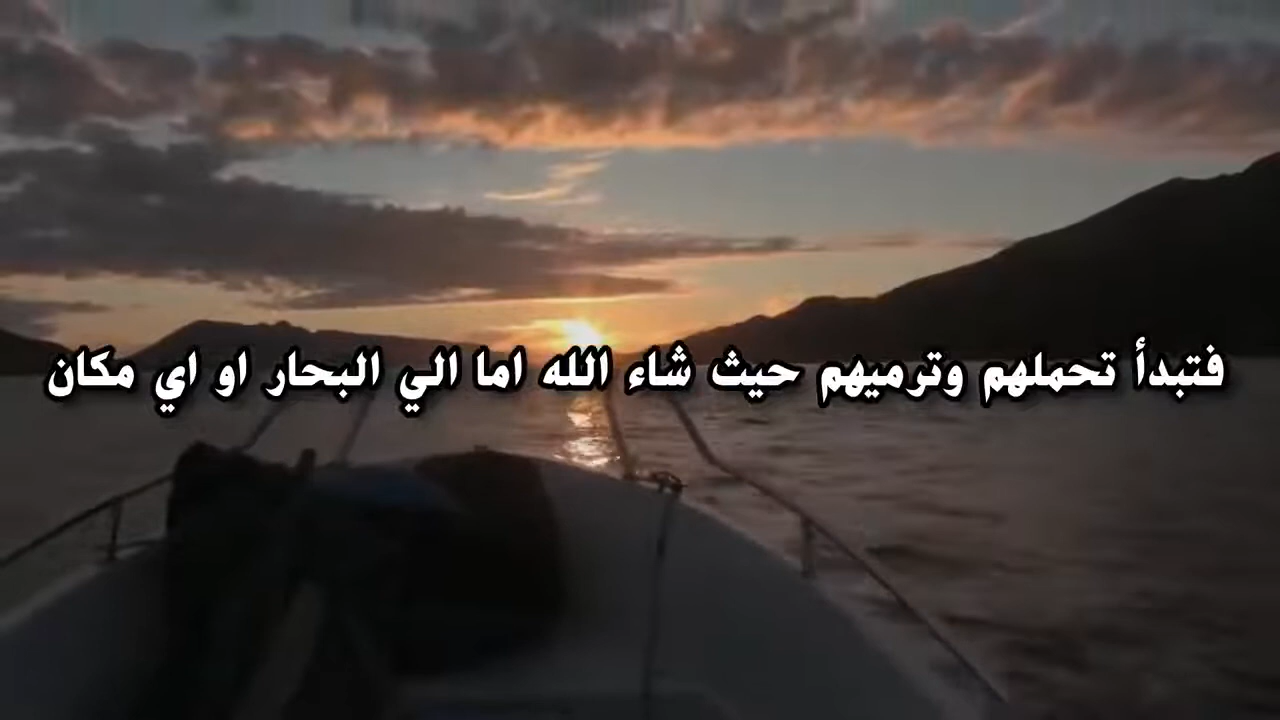 فتبدأ تحملهم وترميهم حيث شاء الله اما الي البحار او اي مكان